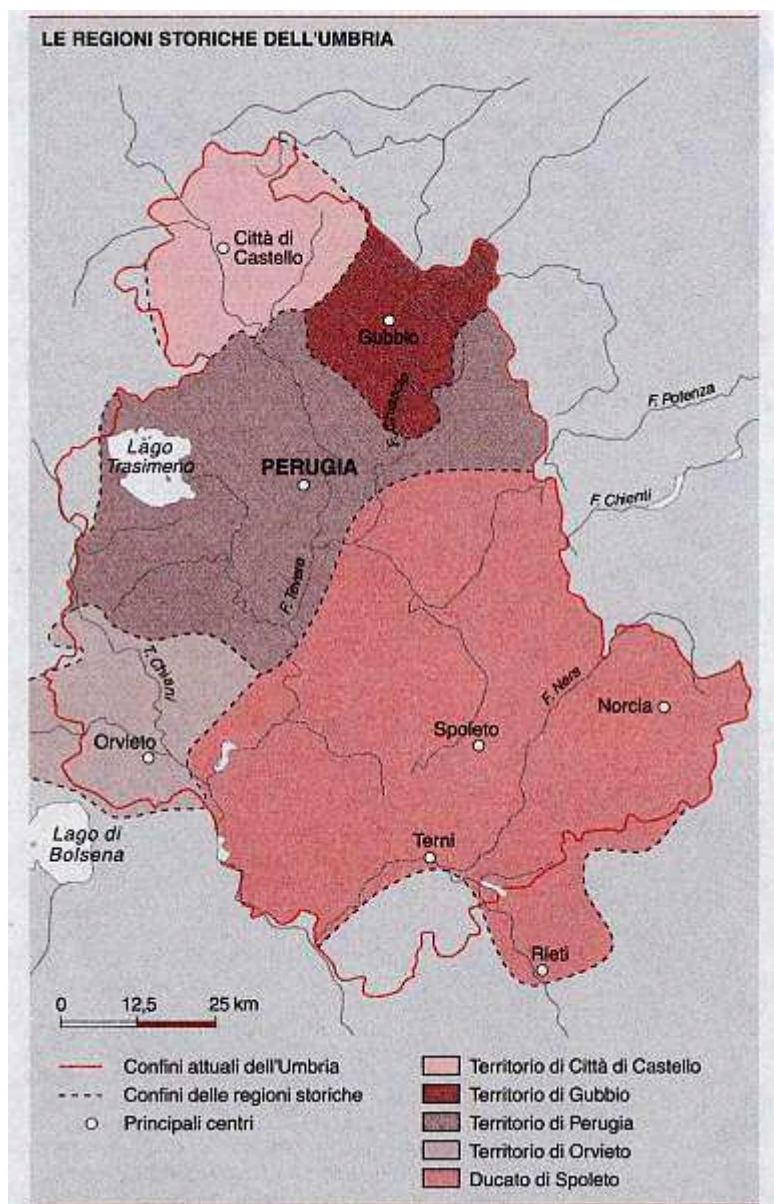 LE REGIONI STORICHE DELL'UMBRIA
Città di
Castello
Gubbio
F. Chiascio
F. Potenza
Lago
Trasimeno
PERUGIA
F. Chienti
F. Tevere
T. Chiani
F. Nera
Norcia
Spoleto
Orvieto
Lago di
Bolsena
Terni
Rieti
0 12,5 25 km
Confini attuali dell'Umbria
Confini delle regioni storiche
Principali centri
Territorio di Città di Castello
Territorio di Gubbio
Territorio di Perugia
Territorio di Orvieto
Ducato di Spoleto